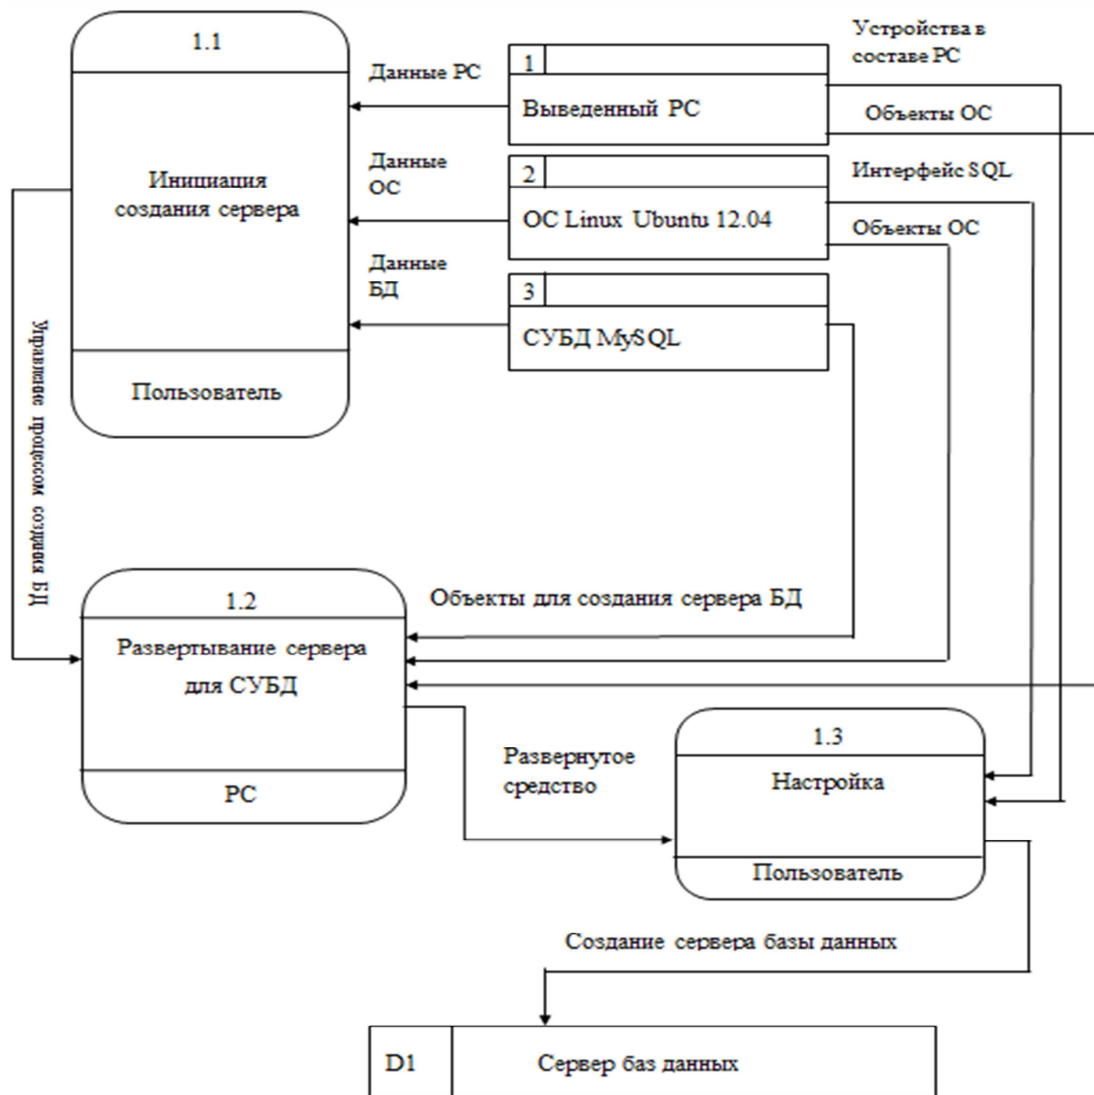 1.1
Инициация
создания сервера
Пользователь
Данные РС
Данные
ОС
Данные
БД
1
Выведенный РС
2
ОС Linux Ubuntu 12.04
3
СУБД MySQL
Устройства в
составе РС
Объекты ОС
Интерфейс SQL
Объекты ОС
Управление процессом создания БД
1.2
Развертывание сервера
для СУБД
РС
Объекты для создания сервера БД
Развернутое
средство
1.3
Настройка
Пользователь
Создание сервера базы данных
D1
Сервер баз данных